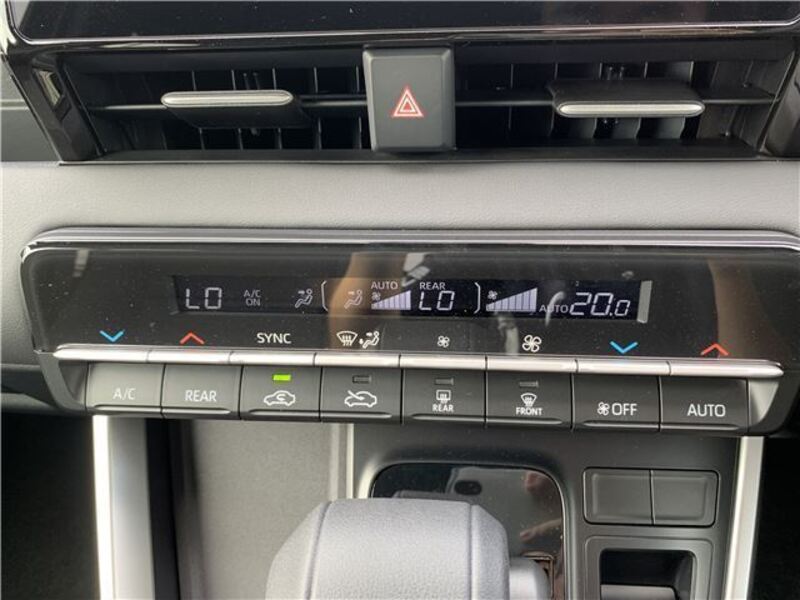 LO A/C ON AUTO REAR LO AUTO 20.0
SYNC
A/C REAR REAR FRONT OFF AUTO